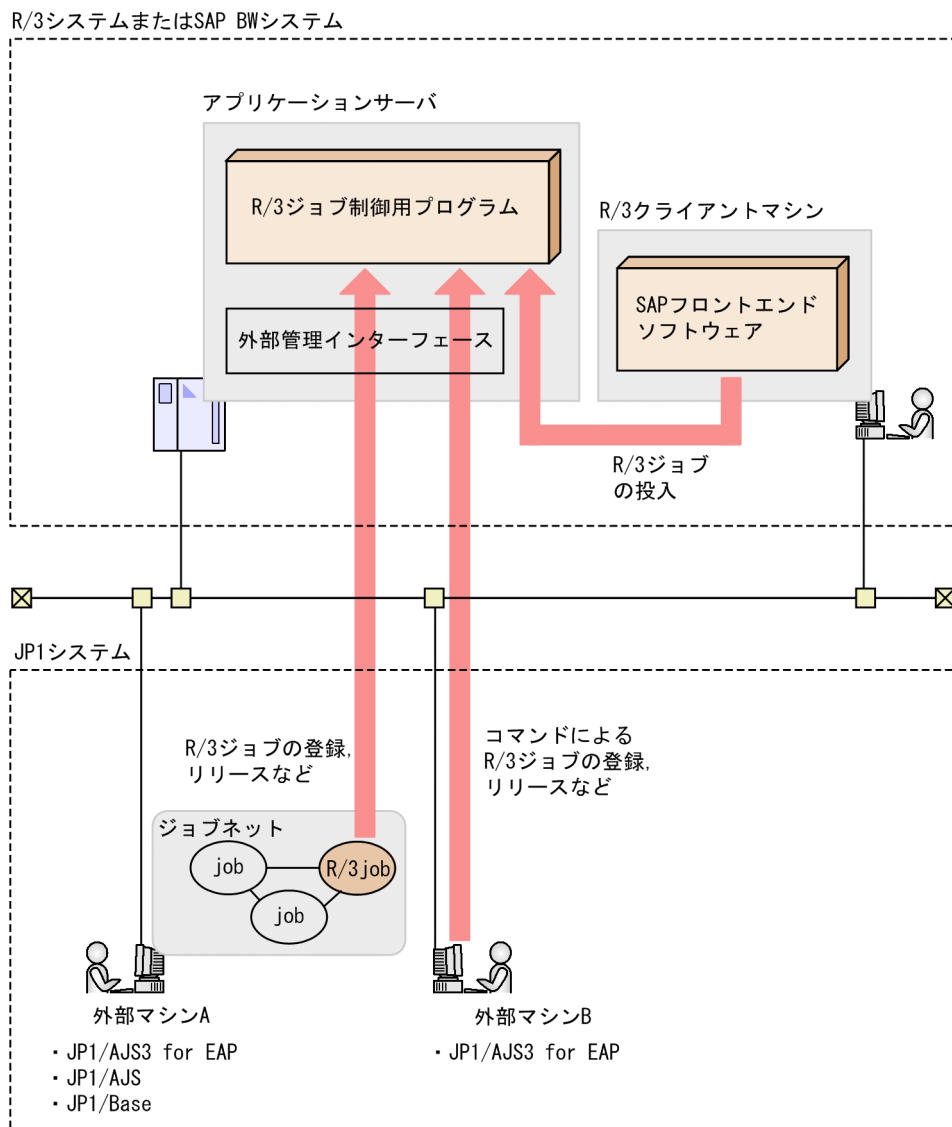 R/3システムまたはSAP BWシステム
アプリケーションサーバ
R/3ジョブ制御用プログラム
R/3クライアントマシン
SAPフロントエンド
ソフトウェア
外部管理インターフェース
R/3ジョブ
の投入
JP1システム
R/3ジョブの登録,
リリースなど
コマンドによる
R/3ジョブの登録,
リリースなど
ジョブネット
job
R/3job
job
外部マシンA
・JP1/AJS3 for EAP
・JP1/AJS
・JP1/Base
外部マシンB
・JP1/AJS3 for EAP